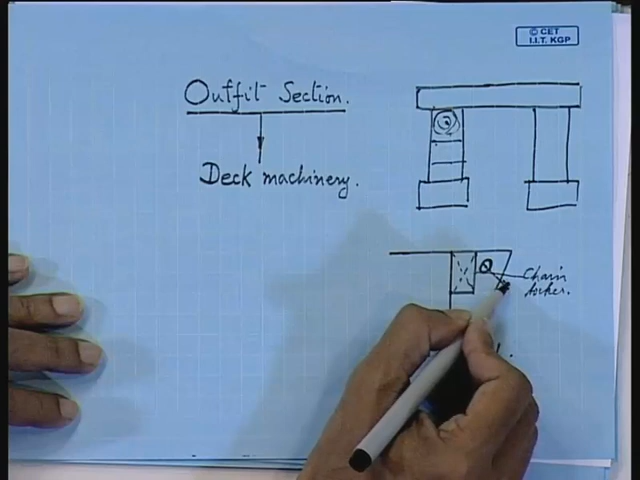 © CET
I.I.T. KGP
Outfit Section.
Deck machinery.
Chain
locker.